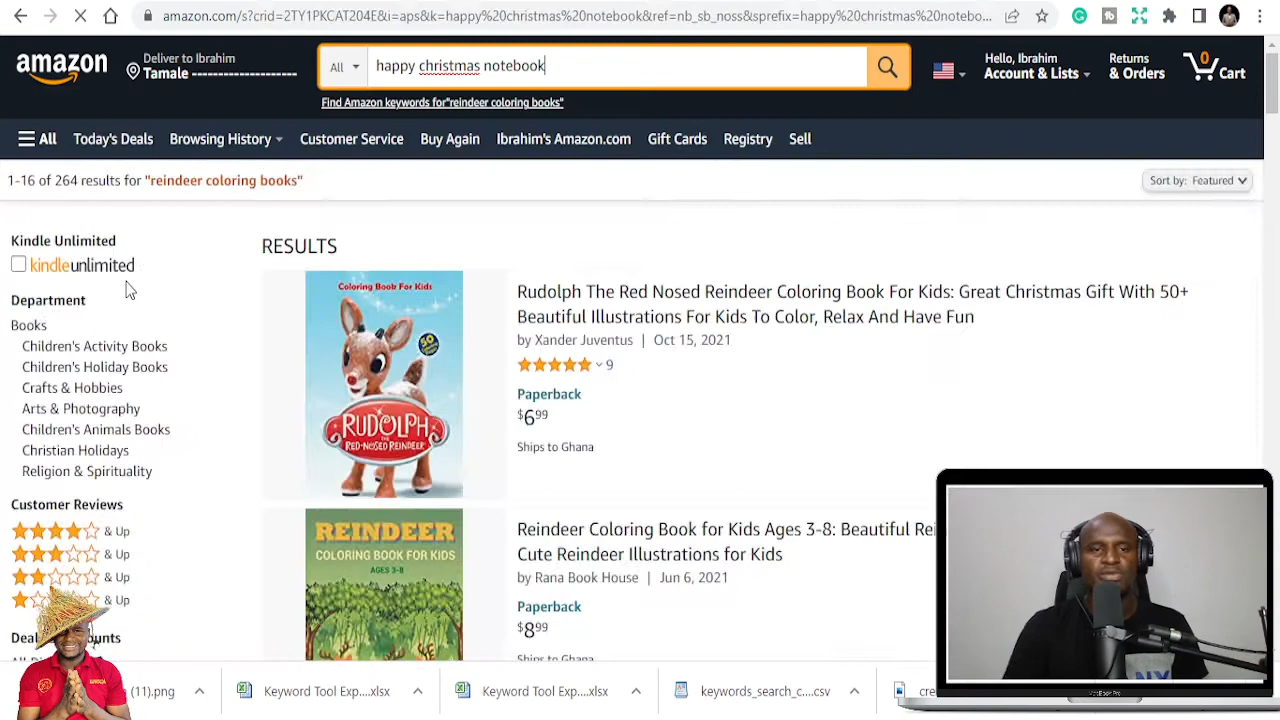 amazon.com/s?crid=2TY1PKCAT204E&i=aps&k=happy%20christmas%20notebook&ref=nb_sb_noss&sprefix=happy%20christmas%20notebo...
amazon
Deliver to Ibrahim
Tamale
All
happy christmas notebook
Hello, Ibrahim
Account & Lists
Returns
& Orders
0
Cart
Find Amazon keywords for"reindeer coloring books"
All
Today's Deals
Browsing History
Customer Service
Buy Again
Ibrahim's Amazon.com
Gift Cards
Registry
Sell
1-16 of 264 results for "reindeer coloring books"
Sort by: Featured
Kindle Unlimited
kindleunlimited
Department
Books
Children's Activity Books
Children's Holiday Books
Crafts & Hobbies
Arts & Photography
Children's Animals Books
Christian Holidays
Religion & Spirituality
Customer Reviews
& Up
& Up
& Up
& Up
RESULTS
Coloring Book For Kids
50
RUDOLPH
THE
RED-NOSED REINDEER
Rudolph The Red Nosed Reindeer Coloring Book For Kids: Great Christmas Gift With 50+
Beautiful Illustrations For Kids To Color, Relax And Have Fun
by Xander Juventus | Oct 15, 2021
9
Paperback
$6.99
Ships to Ghana
REINDEER
COLORING BOOK FOR KIDS
AGES 3-8
Reindeer Coloring Book for Kids Ages 3-8: Beautiful
Cute Reindeer Illustrations for Kids
by Rana Book House | Jun 6, 2021
Paperback
$8.99
Ships to Ghana
(11).png
Keyword Tool Exp....xlsx
Keyword Tool Exp....xlsx
keywords_search_c....csv
MacBook Pro